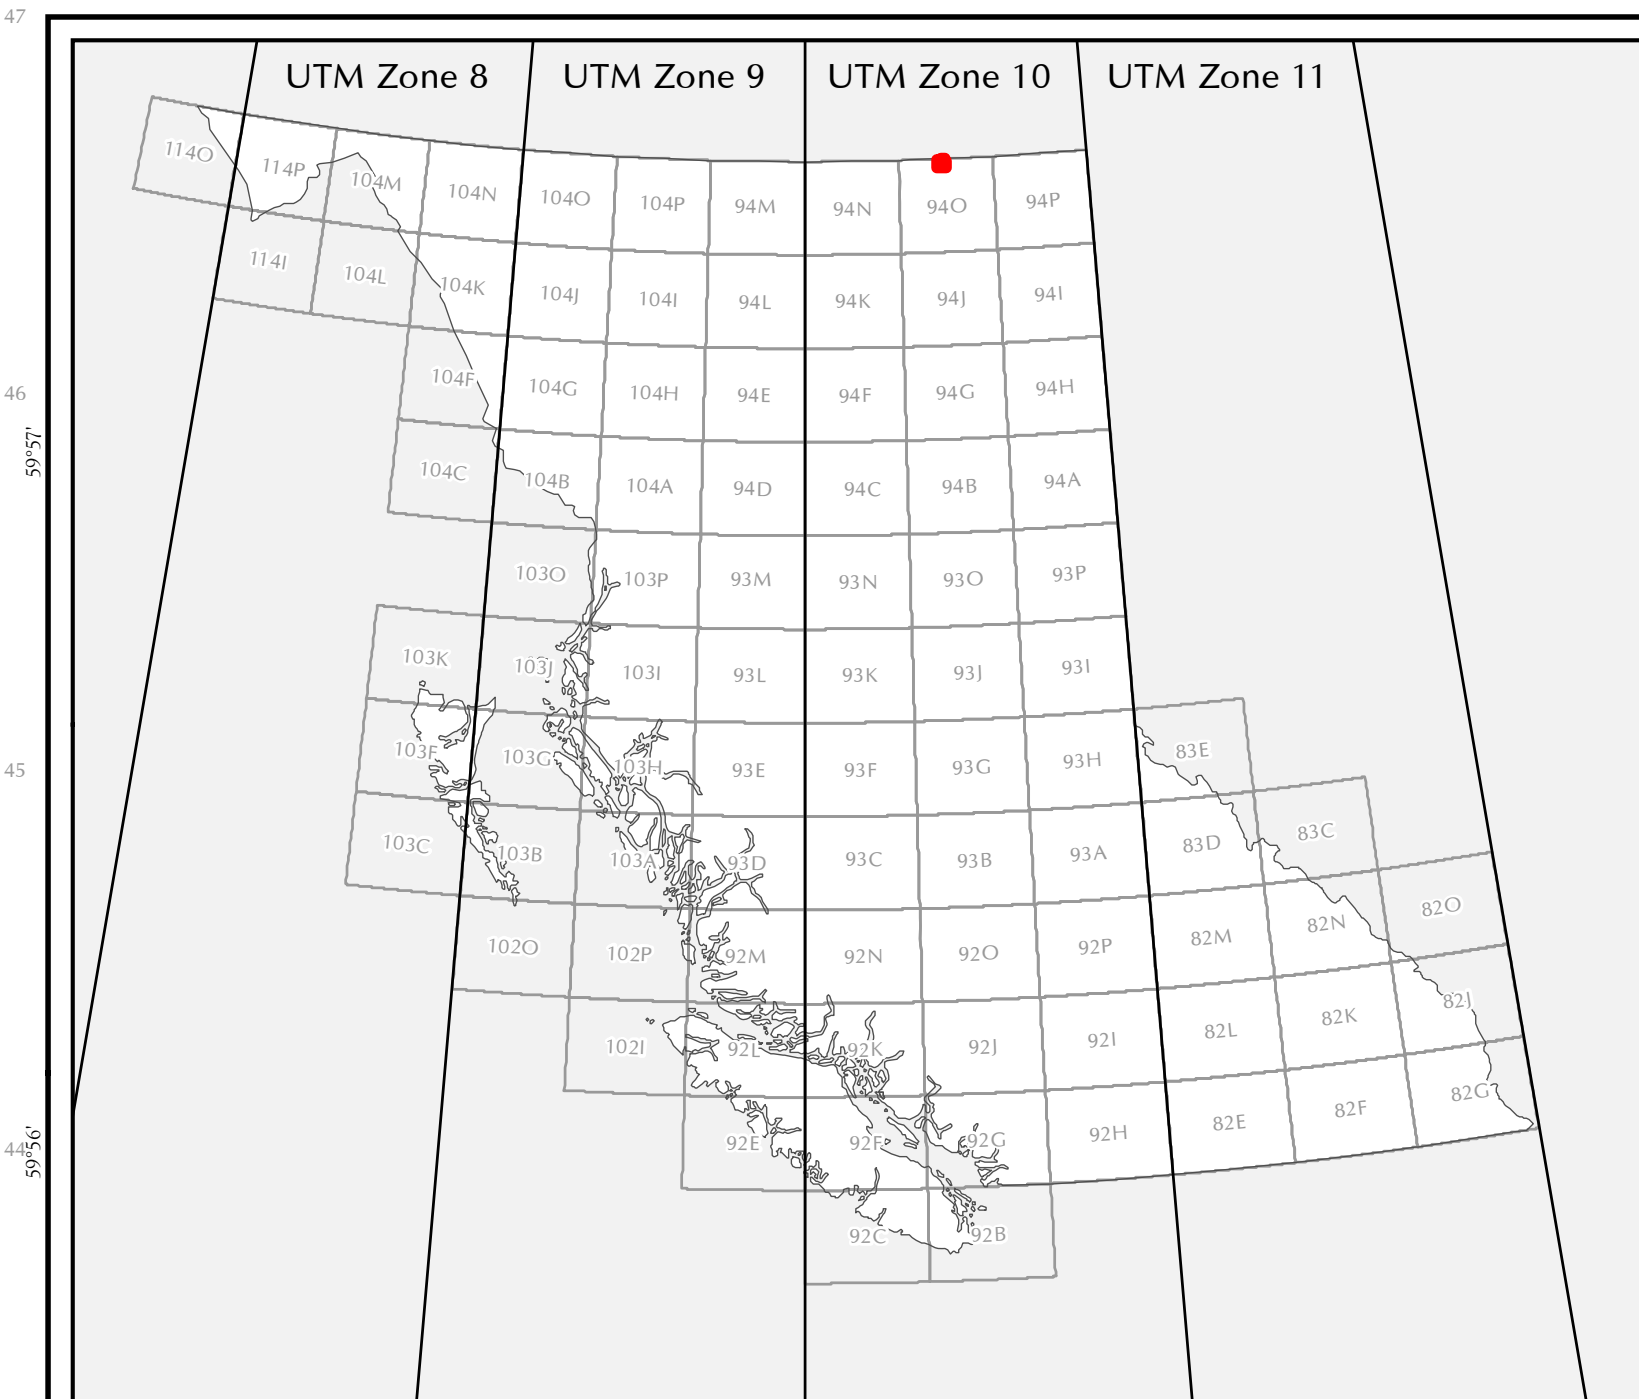 47
UTM Zone 8 UTM Zone 9 UTM Zone 10 UTM Zone 11
114O 114P 104M 104N 104O 104P 94M 94N 94O 94P
114I 104L 104K 104J 104I 94L 94K 94J 94I
46
104F 104G 104H 94E 94F 94G 94H
59°57'
104C 104B 104A 94D 94C 94B 94A
103O 103P 93M 93N 93O 93P
103K 103J 103I 93L 93K 93J 93I
45
103F 103G 103H 93E 93F 93G 93H 83E
103C 103B 103A 93D 93C 93B 93A 83D 83C
102O 102P 92M 92N 92O 92P 82M 82N 82O
102I 92L 92K 92J 92I 82L 82K 82J
44
59°56'
92E 92F 92G 92H 82E 82F 82G
92C 92B